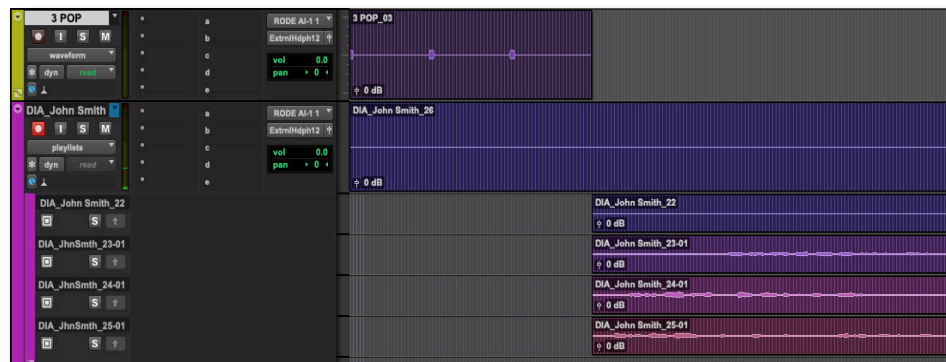 3 POP
I S M
waveform
dyn read
a
b
c
d
e
RODE AI-1 1
ExtrnlHdph12
vol 0.0
pan 0
3 POP_03
0 dB
DIA_John Smith
I S M
playlists
dyn read
a
b
c
d
e
RODE AI-1 1
ExtrnlHdph12
vol 0.0
pan 0
DIA_John Smith_26
0 dB
DIA_John Smith_22
S
DIA_John Smith_22
0 dB
DIA_JhnSmth_23-01
S
DIA_John Smith_23-01
0 dB
DIA_JhnSmth_24-01
S
DIA_John Smith_24-01
0 dB
DIA_JhnSmth_25-01
S
DIA_John Smith_25-01
0 dB